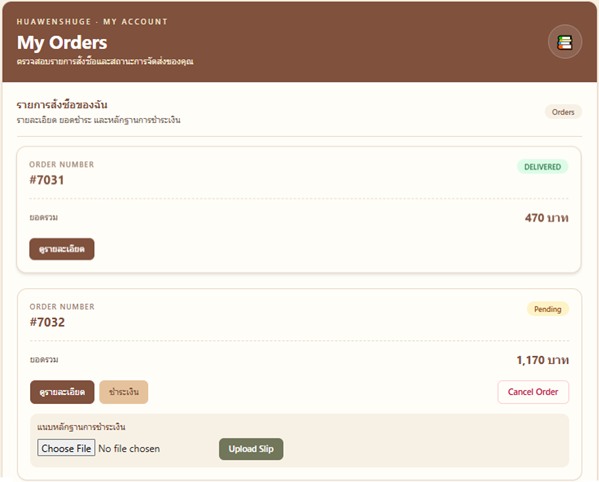 HUAWENSHUGE · MY ACCOUNT
My Orders
ตรวจสอบรายการสั่งซื้อและสถานะการจัดส่งของคุณ
รายการสั่งซื้อของฉัน
รายละเอียด ยอดชำระ และหลักฐานการชำระเงิน
Orders
ORDER NUMBER
DELIVERED
#7031
ยอดรวม
470 บาท
ดูรายละเอียด
ORDER NUMBER
Pending
#7032
ยอดรวม
1,170 บาท
ดูรายละเอียด
ชำระเงิน
Cancel Order
แนบหลักฐานการชำระเงิน
Choose File No file chosen
Upload Slip